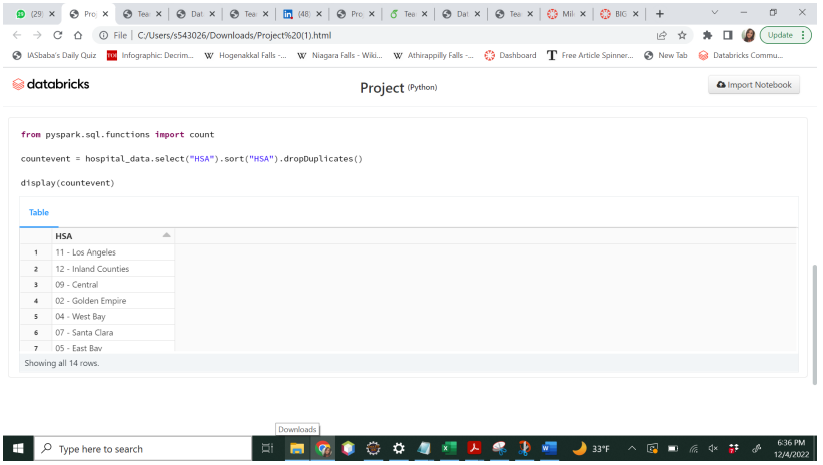 (29) Proj Tear Dat Tear (48) Pro Tea Dat Tea Mil BIG
File C:/Users/s543026/Downloads/Project%20(1).html Update
IASbaba's Daily Quiz Infographic: Decrim... W Hogenakkal Falls -... W Niagara Falls - Wiki... W Athirappilly Falls -... Dashboard T Free Article Spinner... New Tab Databricks Commu...
databricks
Project (Python)
Import Notebook
from pyspark.sql.functions import count
countevent = hospital_data.select("HSA").sort("HSA").dropDuplicates()
display(countevent)
Table
HSA
1 11 - Los Angeles
2 12 - Inland Counties
3 09 - Central
4 02 - Golden Empire
5 04 - West Bay
6 07 - Santa Clara
7 05 - East Bay
Showing all 14 rows.
Downloads
Type here to search
33°F
6:36 PM
12/4/2022